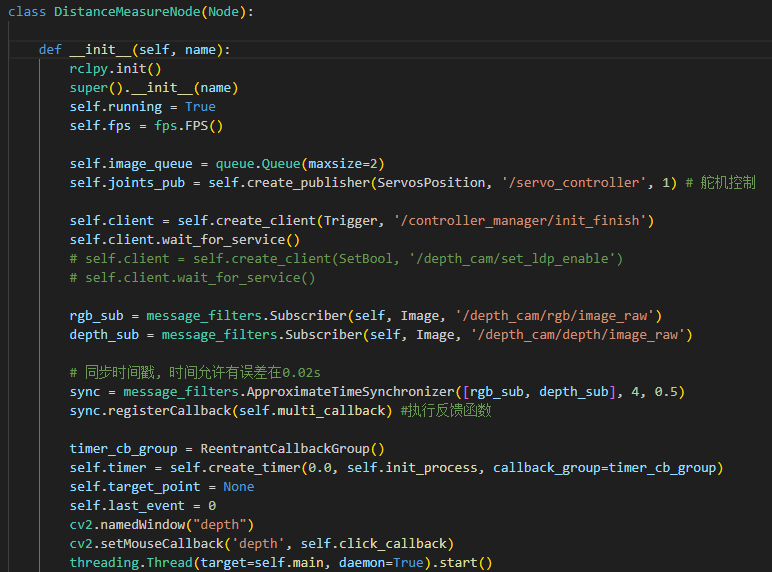 class DistanceMeasureNode(Node):
def __init__(self, name):
rclpy.init()
super().__init__(name)
self.running = True
self.fps = fps.FPS()
self.image_queue = queue.Queue(maxsize=2)
self.joints_pub = self.create_publisher(ServosPosition, '/servo_controller', 1) # 舵机控制
self.client = self.create_client(Trigger, '/controller_manager/init_finish')
self.client.wait_for_service()
# self.client = self.create_client(SetBool, '/depth_cam/set_ldp_enable')
# self.client.wait_for_service()
rgb_sub = message_filters.Subscriber(self, Image, '/depth_cam/rgb/image_raw')
depth_sub = message_filters.Subscriber(self, Image, '/depth_cam/depth/image_raw')
# 同步时间戳, 时间允许有误差在0.02s
sync = message_filters.ApproximateTimeSynchronizer([rgb_sub, depth_sub], 4, 0.5)
sync.registerCallback(self.multi_callback) #执行反馈函数
timer_cb_group = ReentrantCallbackGroup()
self.timer = self.create_timer(0.0, self.init_process, callback_group=timer_cb_group)
self.target_point = None
self.last_event = 0
cv2.namedWindow("depth")
cv2.setMouseCallback('depth', self.click_callback)
threading.Thread(target=self.main, daemon=True).start()